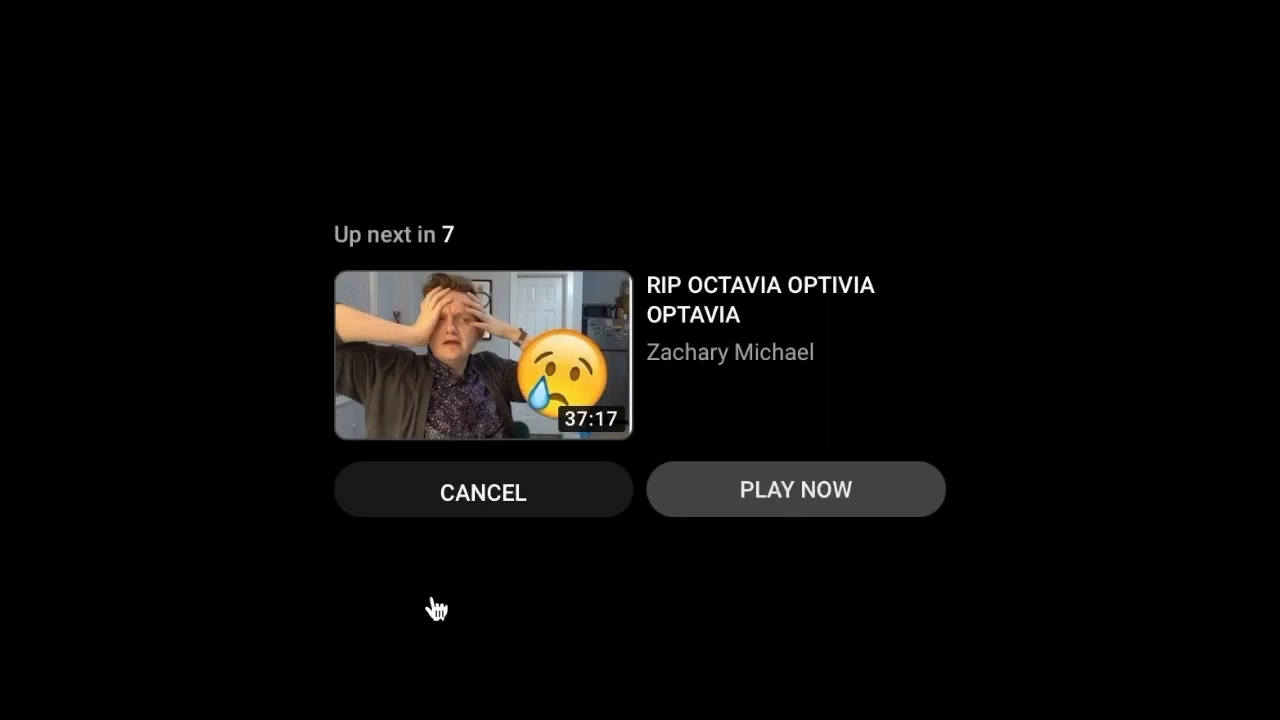 Up next in 7
RIP OCTAVIA OPTIVIA
OPTAVIA
Zachary Michael
37:17
CANCEL
PLAY NOW